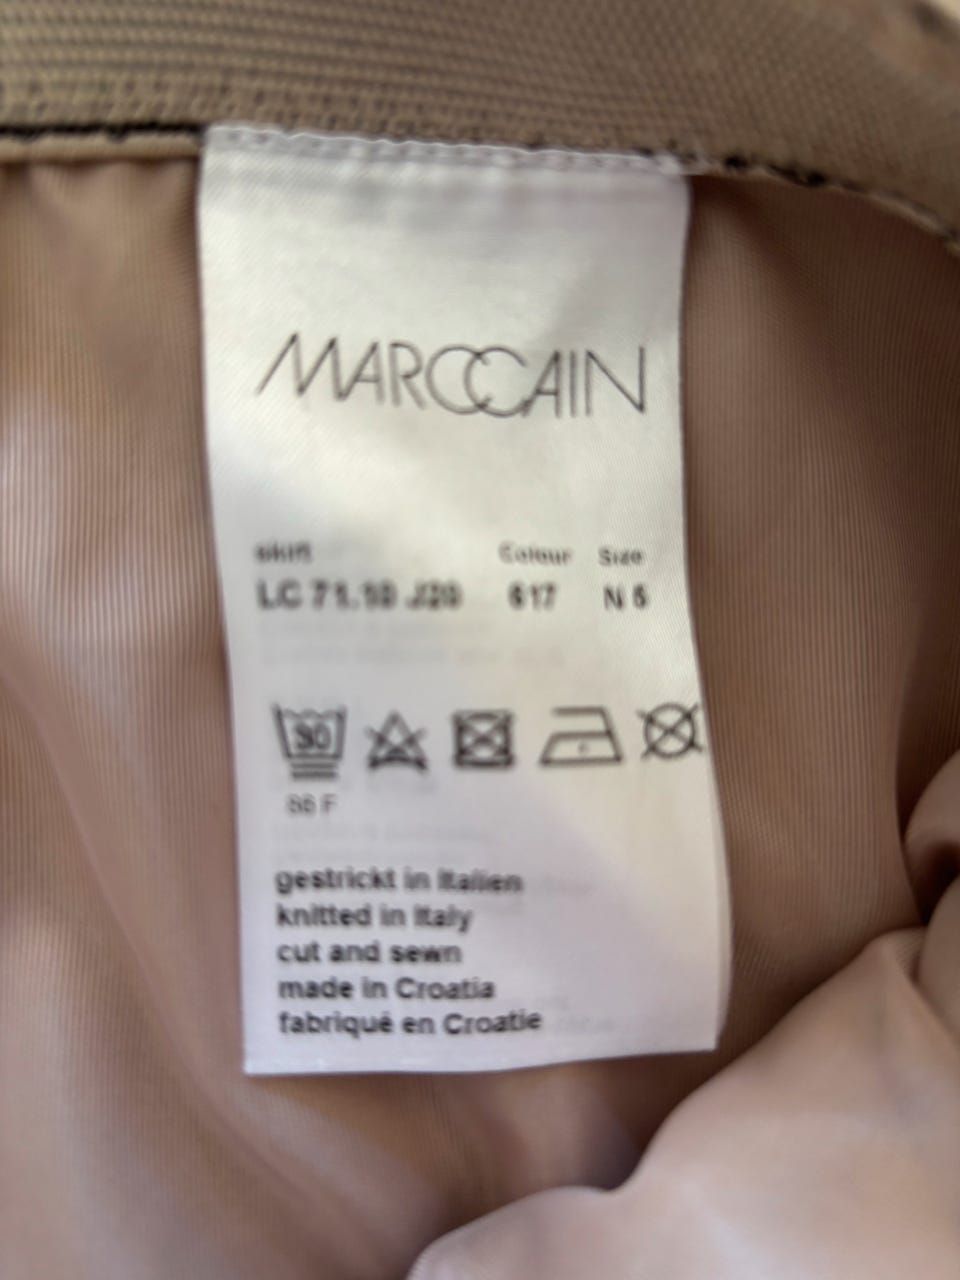 MARCCAIN
skirt Colour Size
LC 71.10 J20 617 N 5
30
86 F
gestrickt in Italien
knitted in Italy
cut and sewn
made in Croatia
fabriqué en Croatie